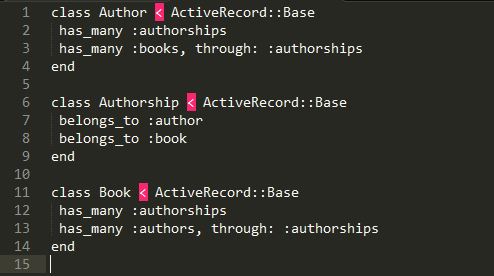 1 class Author < ActiveRecord::Base
2  has_many :authorships
3  has_many :books, through: :authorships
4 end
5
6 class Authorship < ActiveRecord::Base
7  belongs_to :author
8  belongs_to :book
9 end
10
11 class Book < ActiveRecord::Base
12  has_many :authorships
13  has_many :authors, through: :authorships
14 end
15